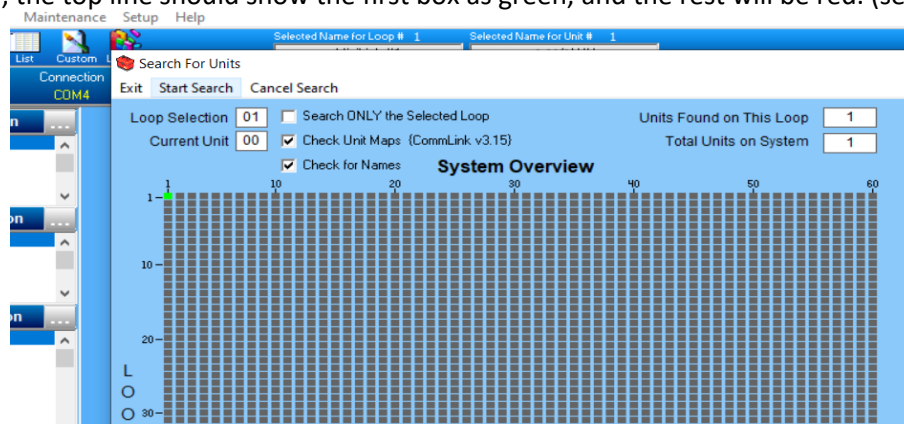 , the top line should show the first box as green, and the rest will be red. (se
Maintenance Setup Help
Selected Name for Loop # 1 Selected Name for Unit # 1
List Custom L
Connection
COM4
Search For Units
Exit Start Search Cancel Search
Loop Selection 01 Search ONLY the Selected Loop Units Found on This Loop 1
Current Unit 00 Check Unit Maps {CommLink v3.15} Total Units on System 1
Check for Names System Overview
1 10 20 30 40 50 60
1
10
20
30
L
O
O
n ...
on ...
on ...